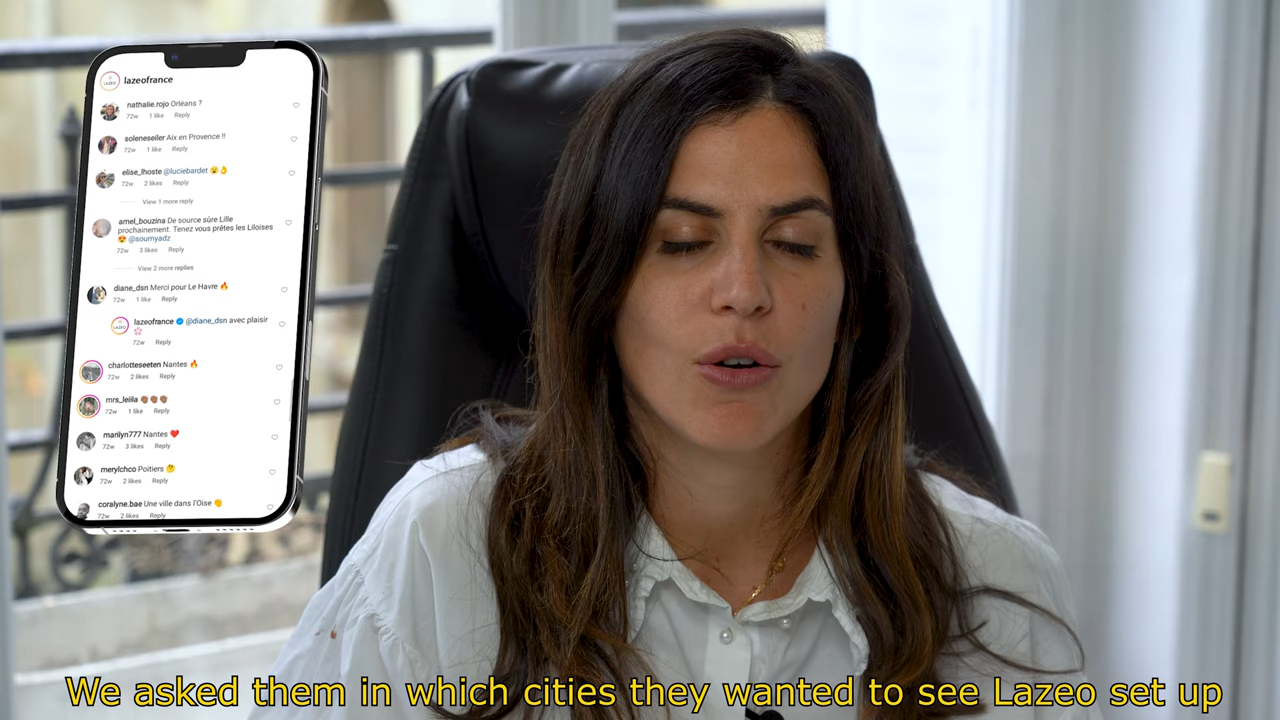 lazeofrance
nathalie.rojo Orléans ?
72w 1 like Reply
soleneseiler Aix en Provence !!
72w 1 like Reply
elise_lhoste @luciebardet 😮👌
72w 2 likes Reply
View 1 more reply
amel_bouzina De source sûre Lille
prochainement. Tenez vous prêtes les Liloises
😍 @soumyadz
72w 3 likes Reply
View 2 more replies
diane_dsn Merci pour Le Havre 🔥
72w 1 like Reply
lazeofrance @diane_dsn avec plaisir
🌸
72w Reply
charlotteseeten Nantes 🔥
72w 2 likes Reply
mrs_leiila 👏🏽👏🏽👏🏽
72w 1 like Reply
marilyn777 Nantes ❤️
72w 3 likes Reply
merylchco Poitiers 🤔
72w 2 likes Reply
coralyne.bae Une ville dans l'Oise 👏
72w 2 likes Reply
We asked them in which cities they wanted to see Lazeo set up